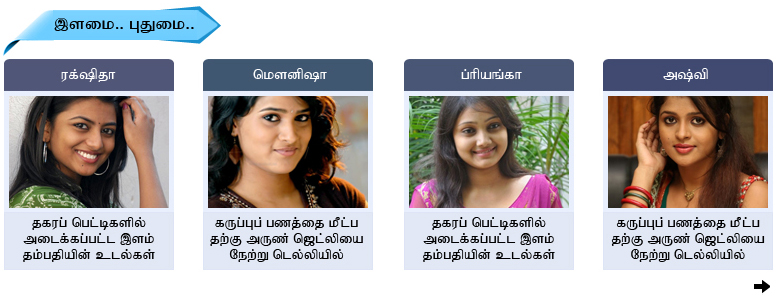 இளமை.. புதுமை..
ரக்‌ஷிதா
மௌனிஷா
ப்ரியங்கா
அஷ்வி
தகரப் பெட்டிகளில்
அடைக்கப்பட்ட இளம்
தம்பதியின் உடல்கள்
கருப்புப் பணத்தை மீட்ப
தற்கு அருண் ஜெட்லியை
நேற்று டெல்லியில்
தகரப் பெட்டிகளில்
அடைக்கப்பட்ட இளம்
தம்பதியின் உடல்கள்
கருப்புப் பணத்தை மீட்ப
தற்கு அருண் ஜெட்லியை
நேற்று டெல்லியில்